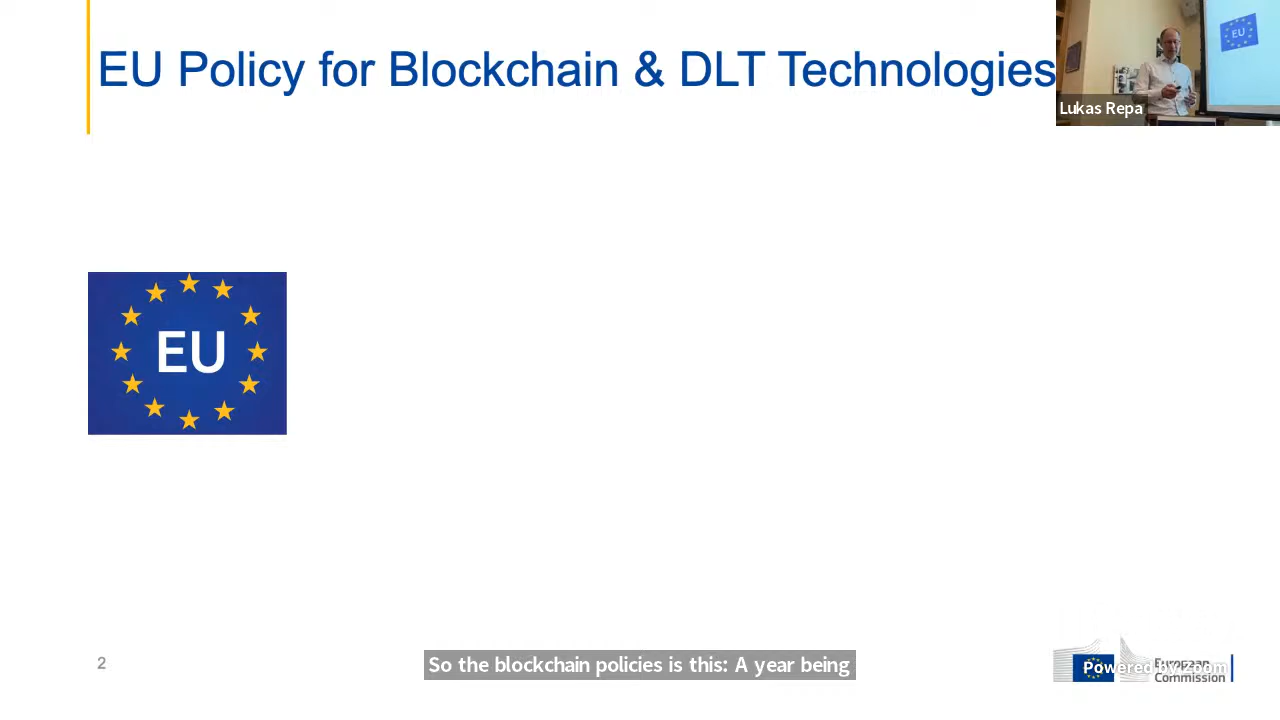 EU Policy for Blockchain & DLT Technologies
EU
Lukas Repa
EU
2
So the blockchain policies is this: A year being
Powered by Zoom
European
Commission